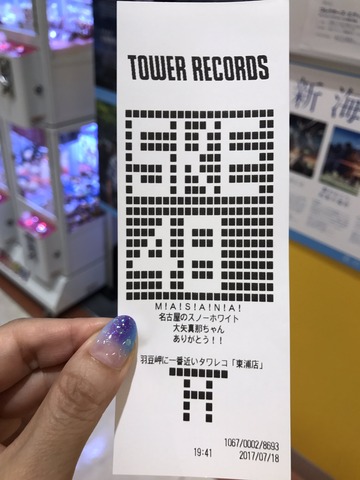 TOWER RECORDS
SKE
48
M!A!S!A!N!A!
名古屋のスノーホワイト
大矢真那ちゃん
ありがとう！！
羽豆岬に一番近いタワレコ「東浦店」
1067/0002/8693
19:41 2017/07/18
新海